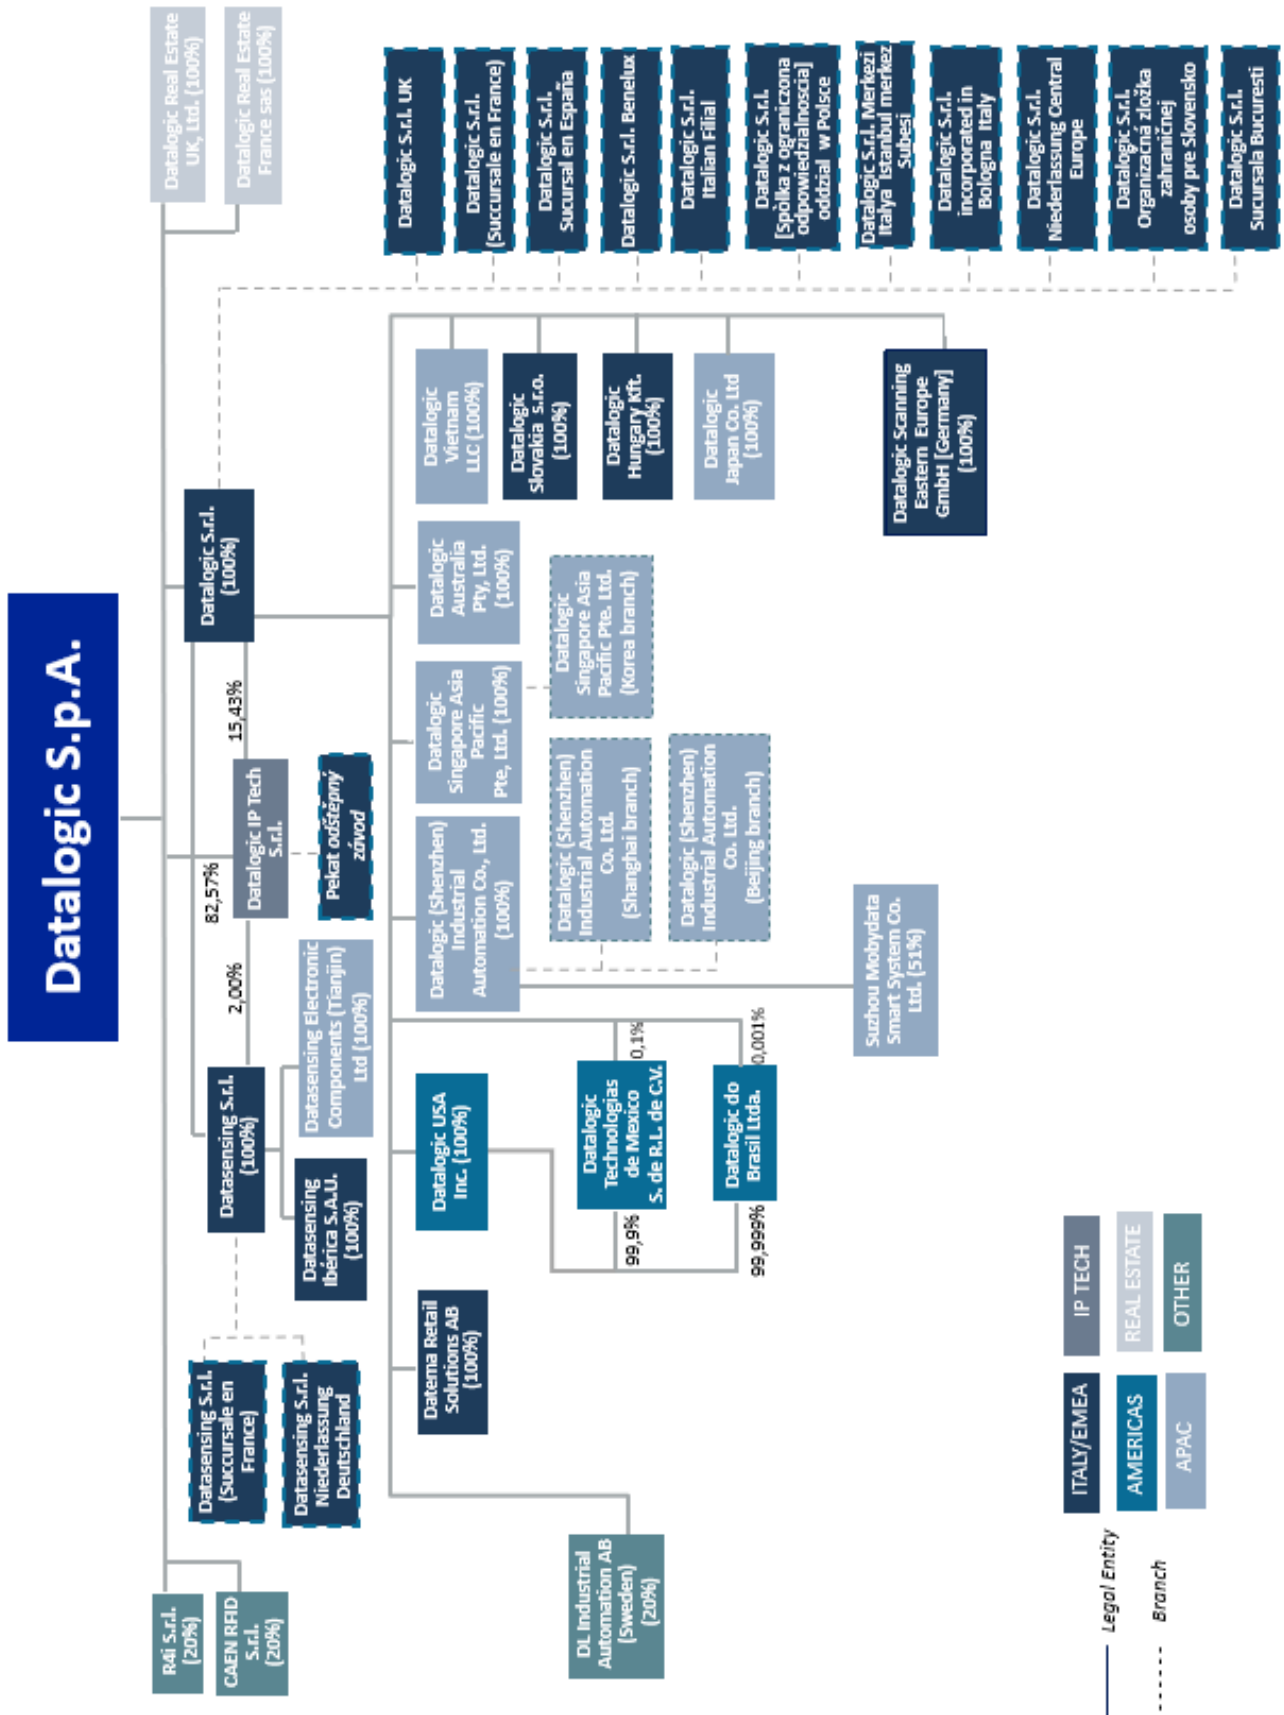 Datalogic S.p.A.
R4i S.r.l.
(20%)
CAEN RFID
S.r.l.
(20%)
Datalogic Real Estate
UK, Ltd. (100%)
Datalogic Real Estate
France sas (100%)
Datasensing S.r.l.
(Succursale en
France)
Datasensing S.r.l.
Niederlassung
Deutschland
Datasensing S.r.l.
(100%)
2,00%
82,57%
Datalogic IP Tech
S.r.l.
15,43%
Datalogic S.r.l.
(100%)
Datasensing
Ibérica S.A.U.
(100%)
Datasensing Electronic
Components (Tianjin)
Ltd (100%)
Pekat odštěpný
závod
Datalogic S.r.l. UK
Datalogic S.r.l.
(Succursale en France)
Datalogic S.r.l.
Sucursal en España
Datalogic S.r.l. Benelux
Datalogic S.r.l.
Italian Filial
Datalogic S.r.l.
[Spòlka z ograniczona
odpowiedzialnoscia]
oddzial w Polsce
Datalogic S.r.l. Merkezi
Italya Istanbul merkez
Subesi
Datalogic S.r.l.
incorporated in
Bologna Italy
Datalogic S.r.l.
Niederlassung Central
Europe
Datalogic S.r.l.
Organizačná zložka
zahraničnej
osoby pre Slovensko
Datalogic S.r.l.
Sucursala Bucuresti
DL Industrial
Automation AB
(Sweden)
(20%)
Datema Retail
Solutions AB
(100%)
Datalogic USA
Inc. (100%)
Datalogic (Shenzhen)
Industrial
Automation Co., Ltd.
(100%)
Datalogic
Singapore Asia
Pacific
Pte, Ltd. (100%)
Datalogic
Australia
Pty, Ltd.
(100%)
Datalogic
Vietnam
LLC (100%)
Datalogic
Slovakia s.r.o.
(100%)
Datalogic
Hungary Kft.
(100%)
Datalogic
Japan Co. Ltd
(100%)
Datalogic Scanning
Eastern Europe
GmbH [Germany]
(100%)
99,9%
Datalogic
Technologias
de Mexico
S. de R.L. de C.V.
0,1%
99,999%
Datalogic do
Brasil Ltda.
0,001%
Datalogic (Shenzhen)
Industrial Automation
Co. Ltd.
(Shanghai branch)
Datalogic (Shenzhen)
Industrial Automation
Co. Ltd.
(Beijing branch)
Datalogic
Singapore Asia
Pacific Pte. Ltd.
(Korea branch)
Suzhou Mobydata
Smart System Co.
Ltd. (51%)
Legal Entity
Branch
ITALY/EMEA
IP TECH
AMERICAS
REAL ESTATE
APAC
OTHER